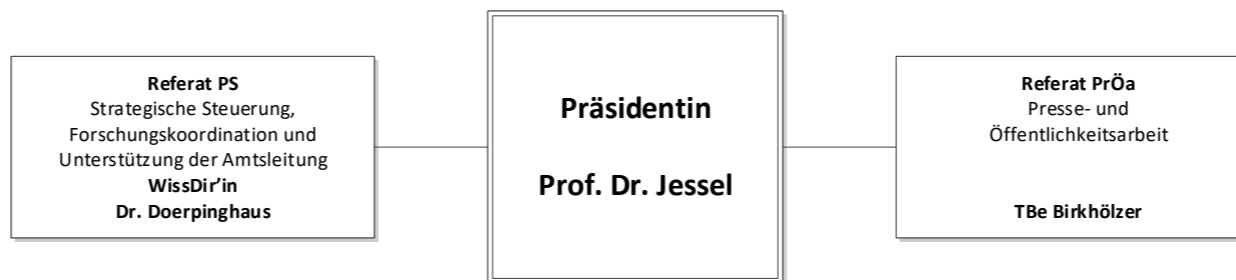 Referat PS
Strategische Steuerung,
Forschungskoordination und
Unterstützung der Amtsleitung
WissDir’in
Dr. Doerpinghaus
Präsidentin
Prof. Dr. Jessel
Referat PrÖa
Presse- und
Öffentlichkeitsarbeit
TBe Birkhölzer